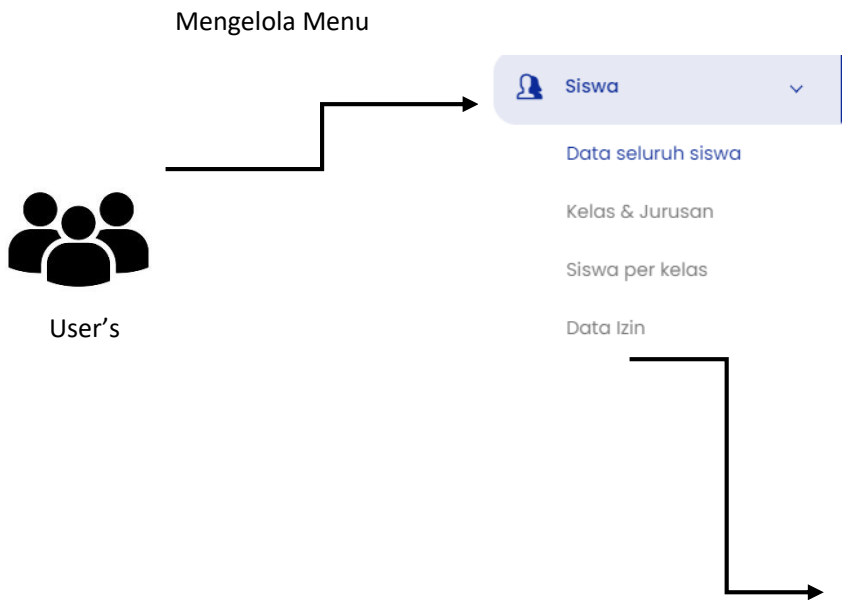 Mengelola Menu
Siswa
Data seluruh siswa
Kelas & Jurusan
Siswa per kelas
User’s
Data Izin